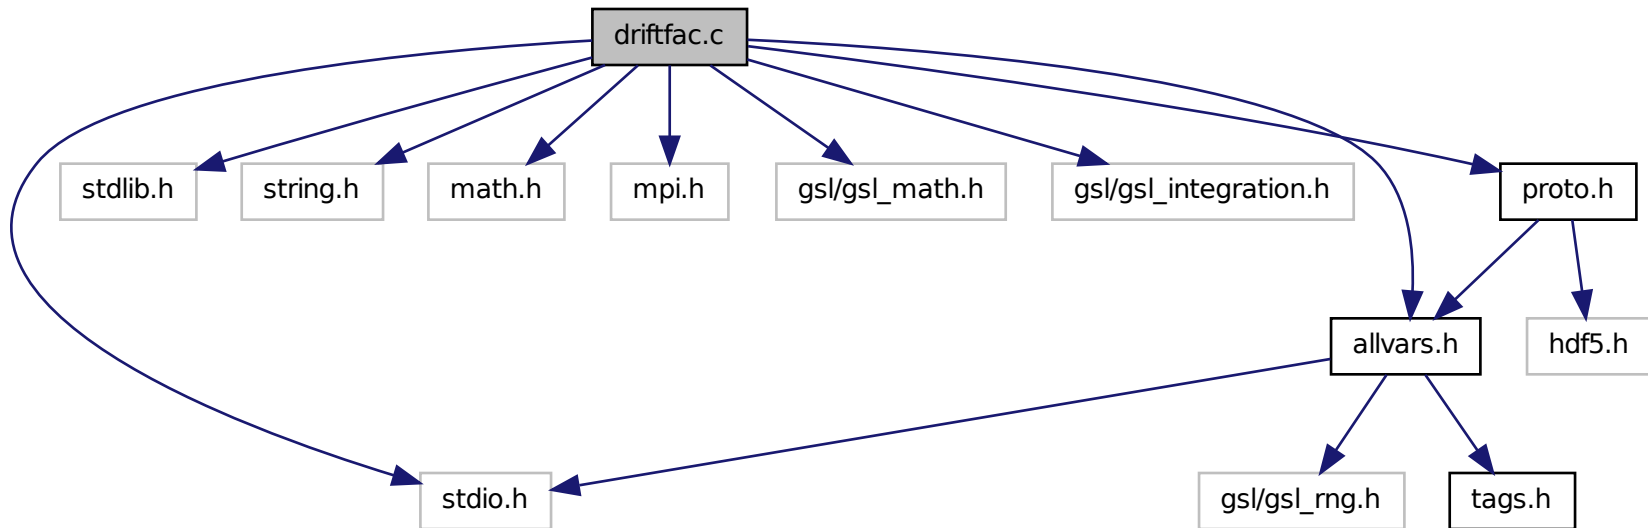 driftfac.c
stdlib.h
string.h
math.h
mpi.h
gsl/gsl_math.h
gsl/gsl_integration.h
proto.h
allvars.h
hdf5.h
stdio.h
gsl/gsl_rng.h
tags.h